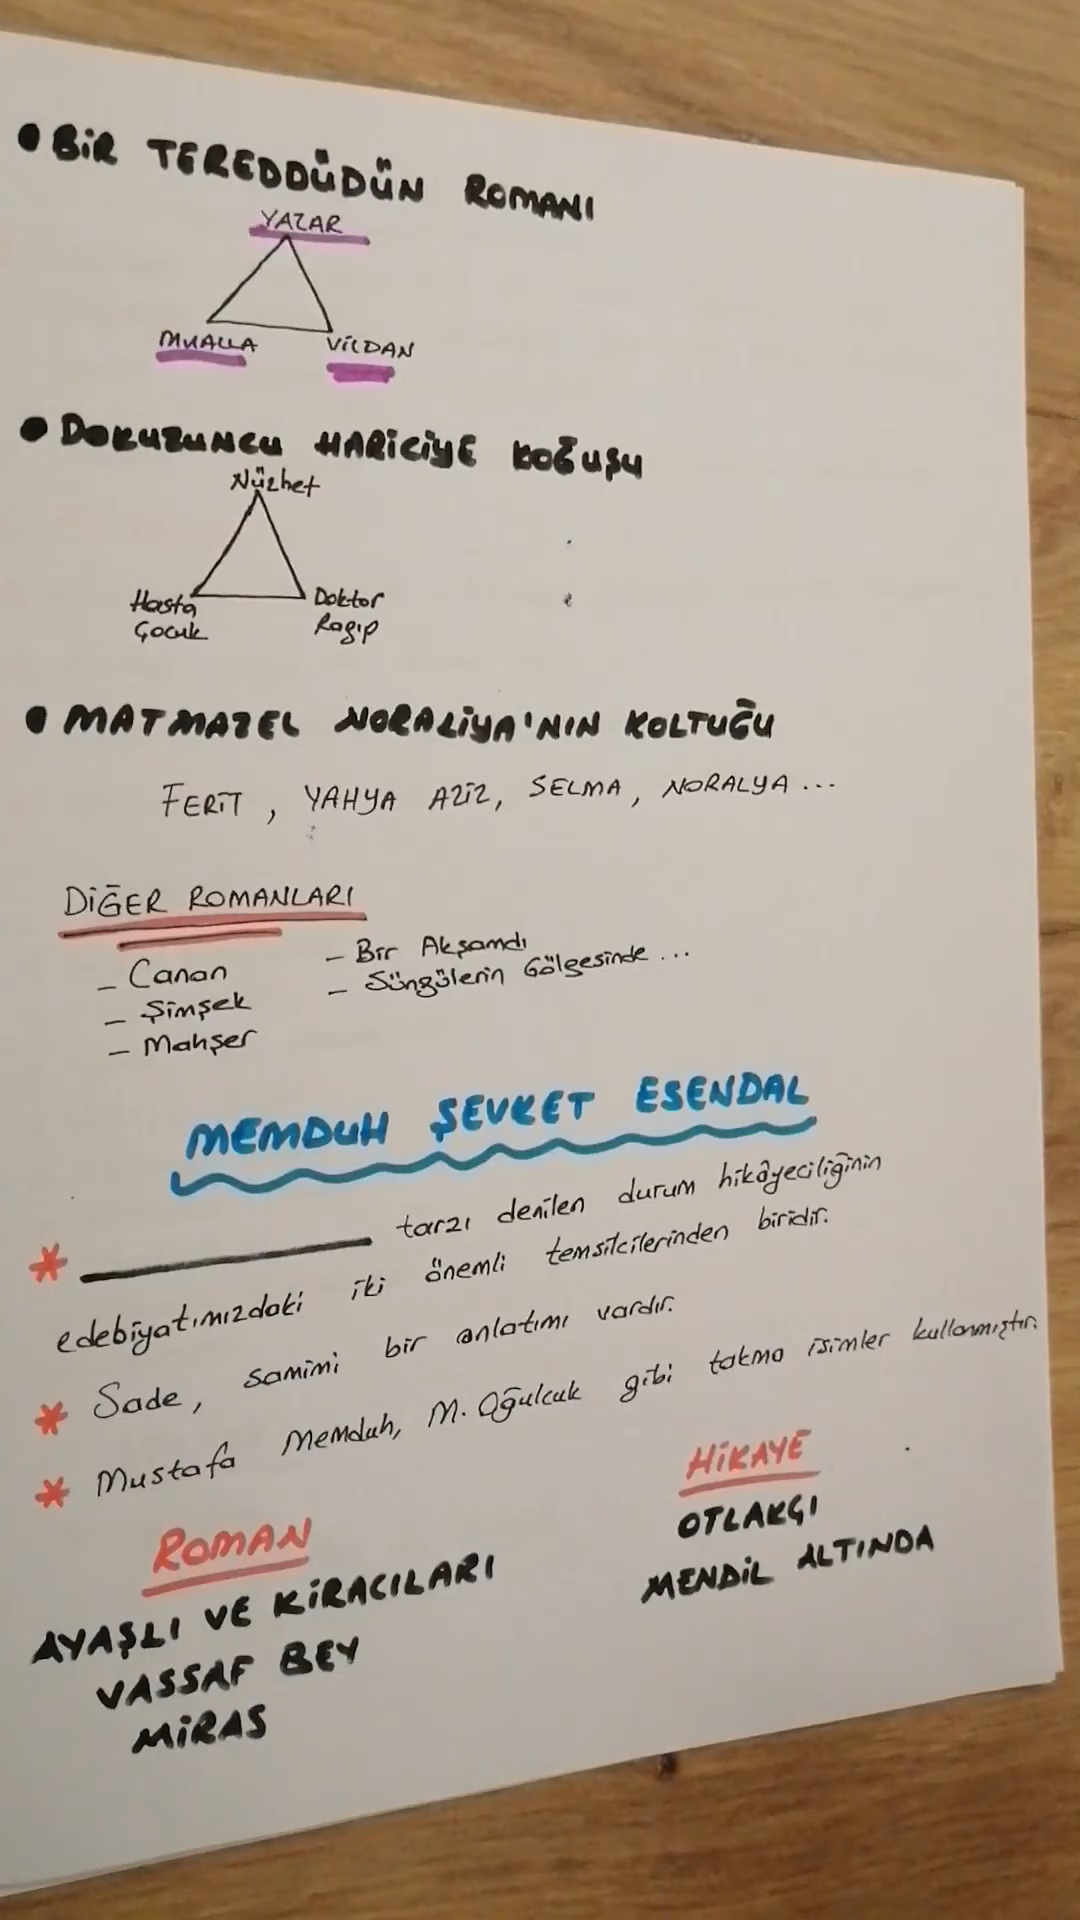 BİR TEREDDÜDÜN ROMANI
YAZAR
MUALLA VİLDAN
DOKUZUNCU HARİCİYE KOĞUŞU
Nüzhet
Hasta Doktor
Çocuk Ragıp
MATMAZEL NORALİYA'NIN KOLTUĞU
FERİT, YAHYA AZİZ, SELMA, NORALYA...
DİĞER ROMANLARI
- Canan
- Şimşek
- Mahşer
- Bir Akşamdı
- Süngülerin Gölgesinde...
MEMDUH ŞEVKET ESENDAL
* ________ tarzı denilen durum hikâyeciliğinin
edebiyatımızdaki iki önemli temsilcilerinden biridir.
* Sade, samimi bir anlatımı vardır.
* Mustafa Memduh, M. Oğulcuk gibi takma isimler kullanmıştır.
ROMAN
AYAŞLI VE KİRACILARI
VASSAF BEY
MİRAS
HİKAYE
OTLAKÇI
MENDİL ALTINDA